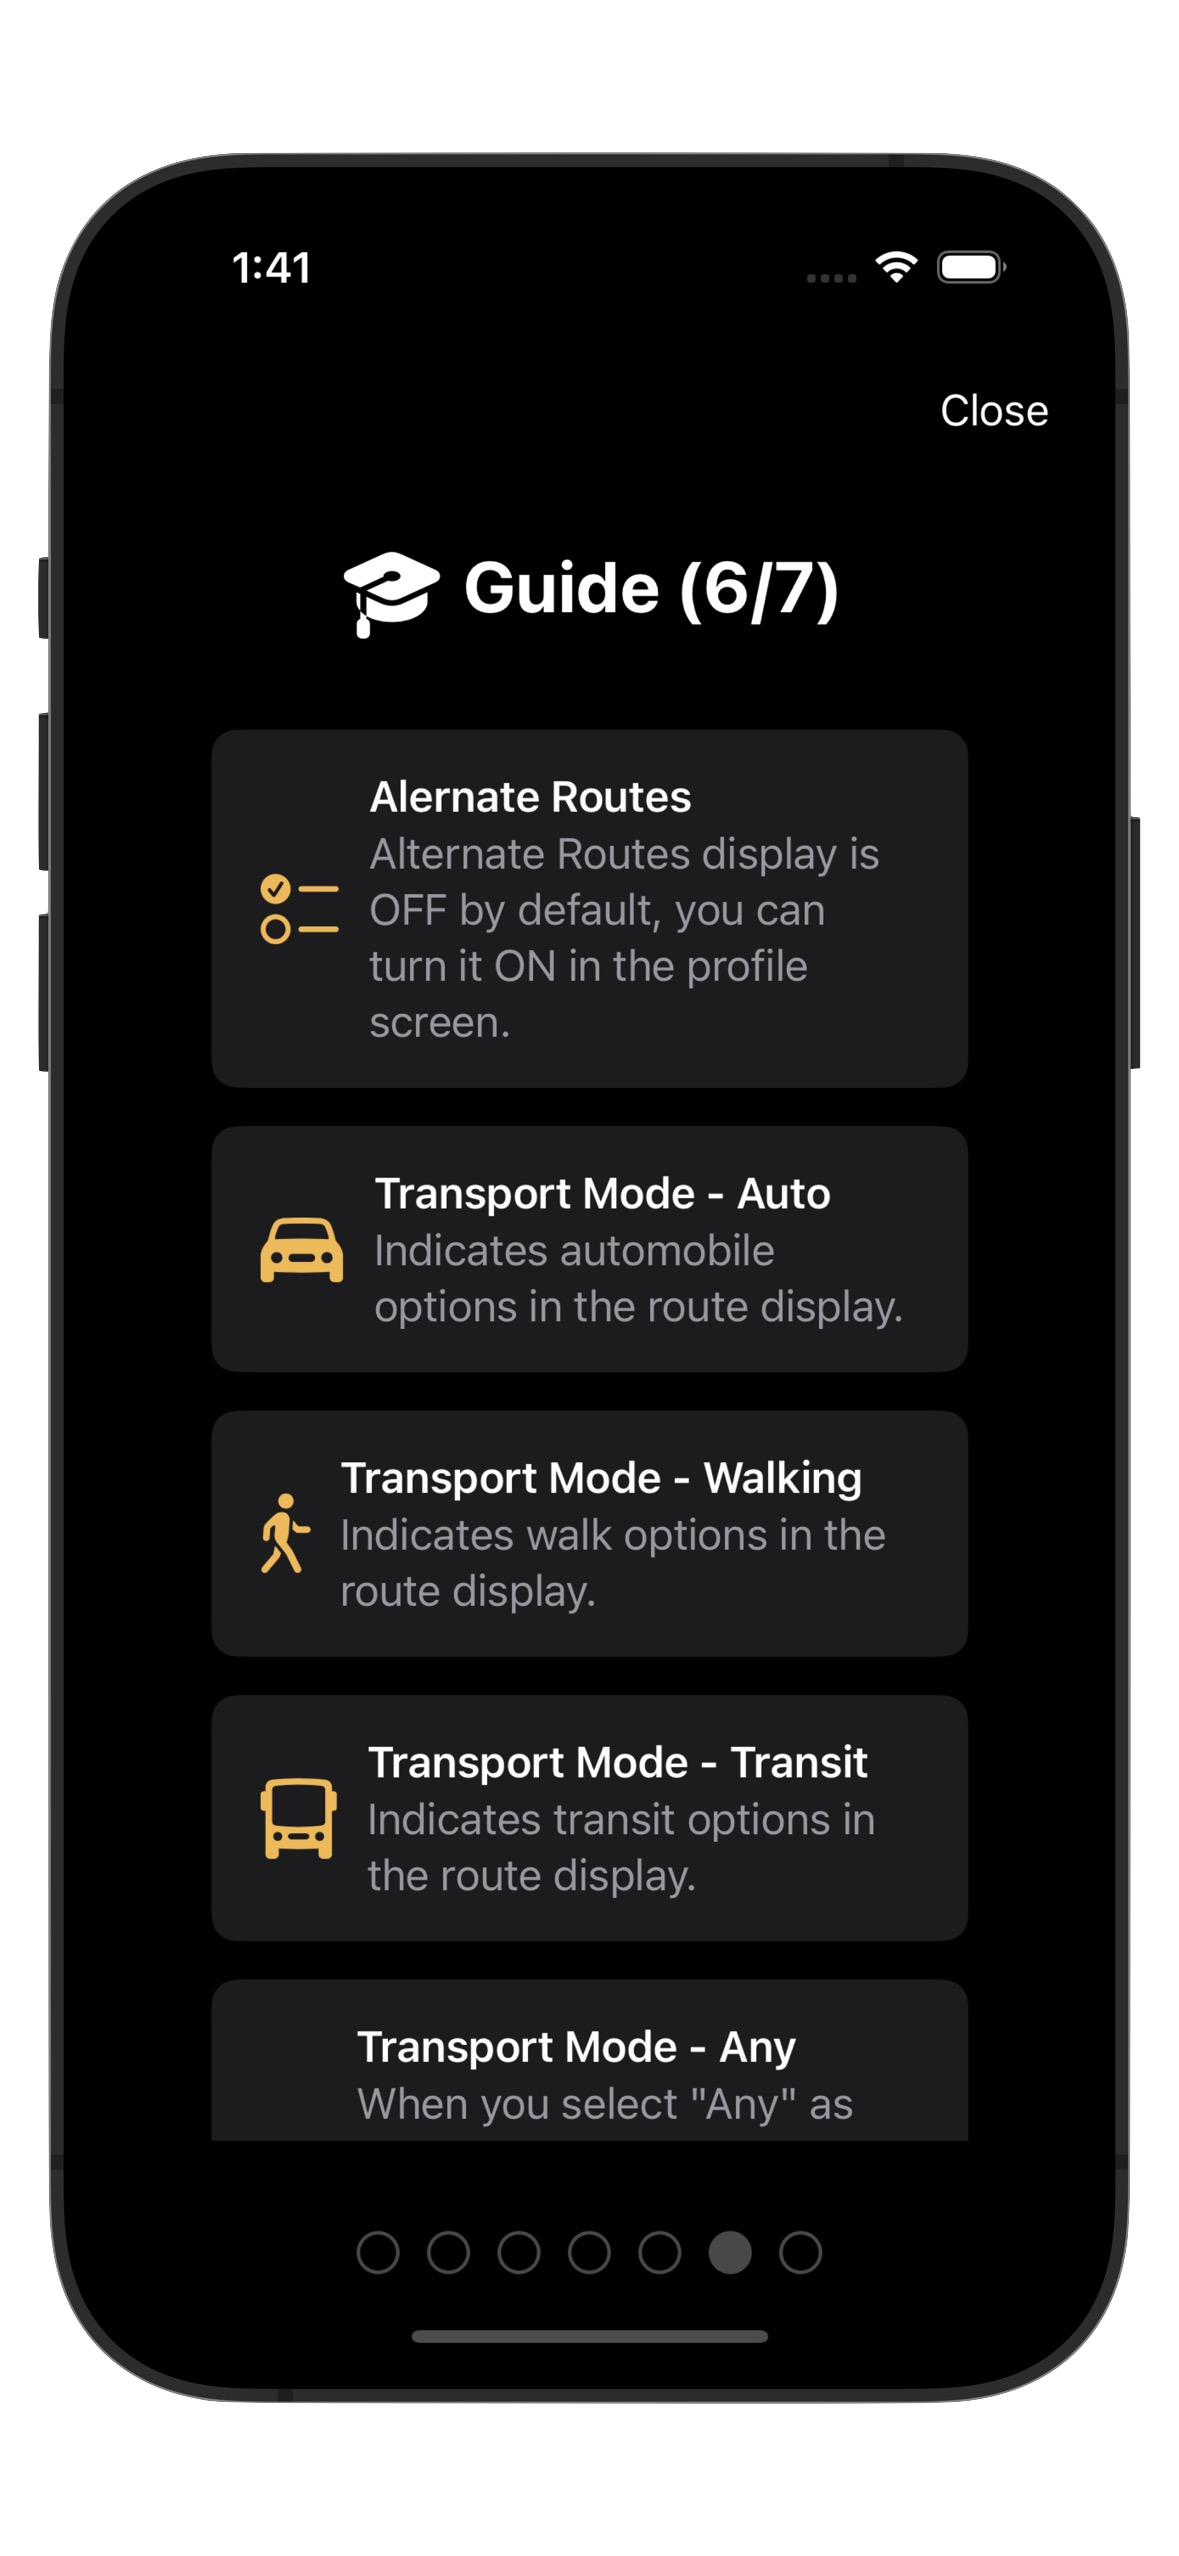 1:41
Close
Guide (6/7)
Alernate Routes
Alternate Routes display is
OFF by default, you can
turn it ON in the profile
screen.
Transport Mode - Auto
Indicates automobile
options in the route display.
Transport Mode - Walking
Indicates walk options in the
route display.
Transport Mode - Transit
Indicates transit options in
the route display.
Transport Mode - Any
When you select "Any" as